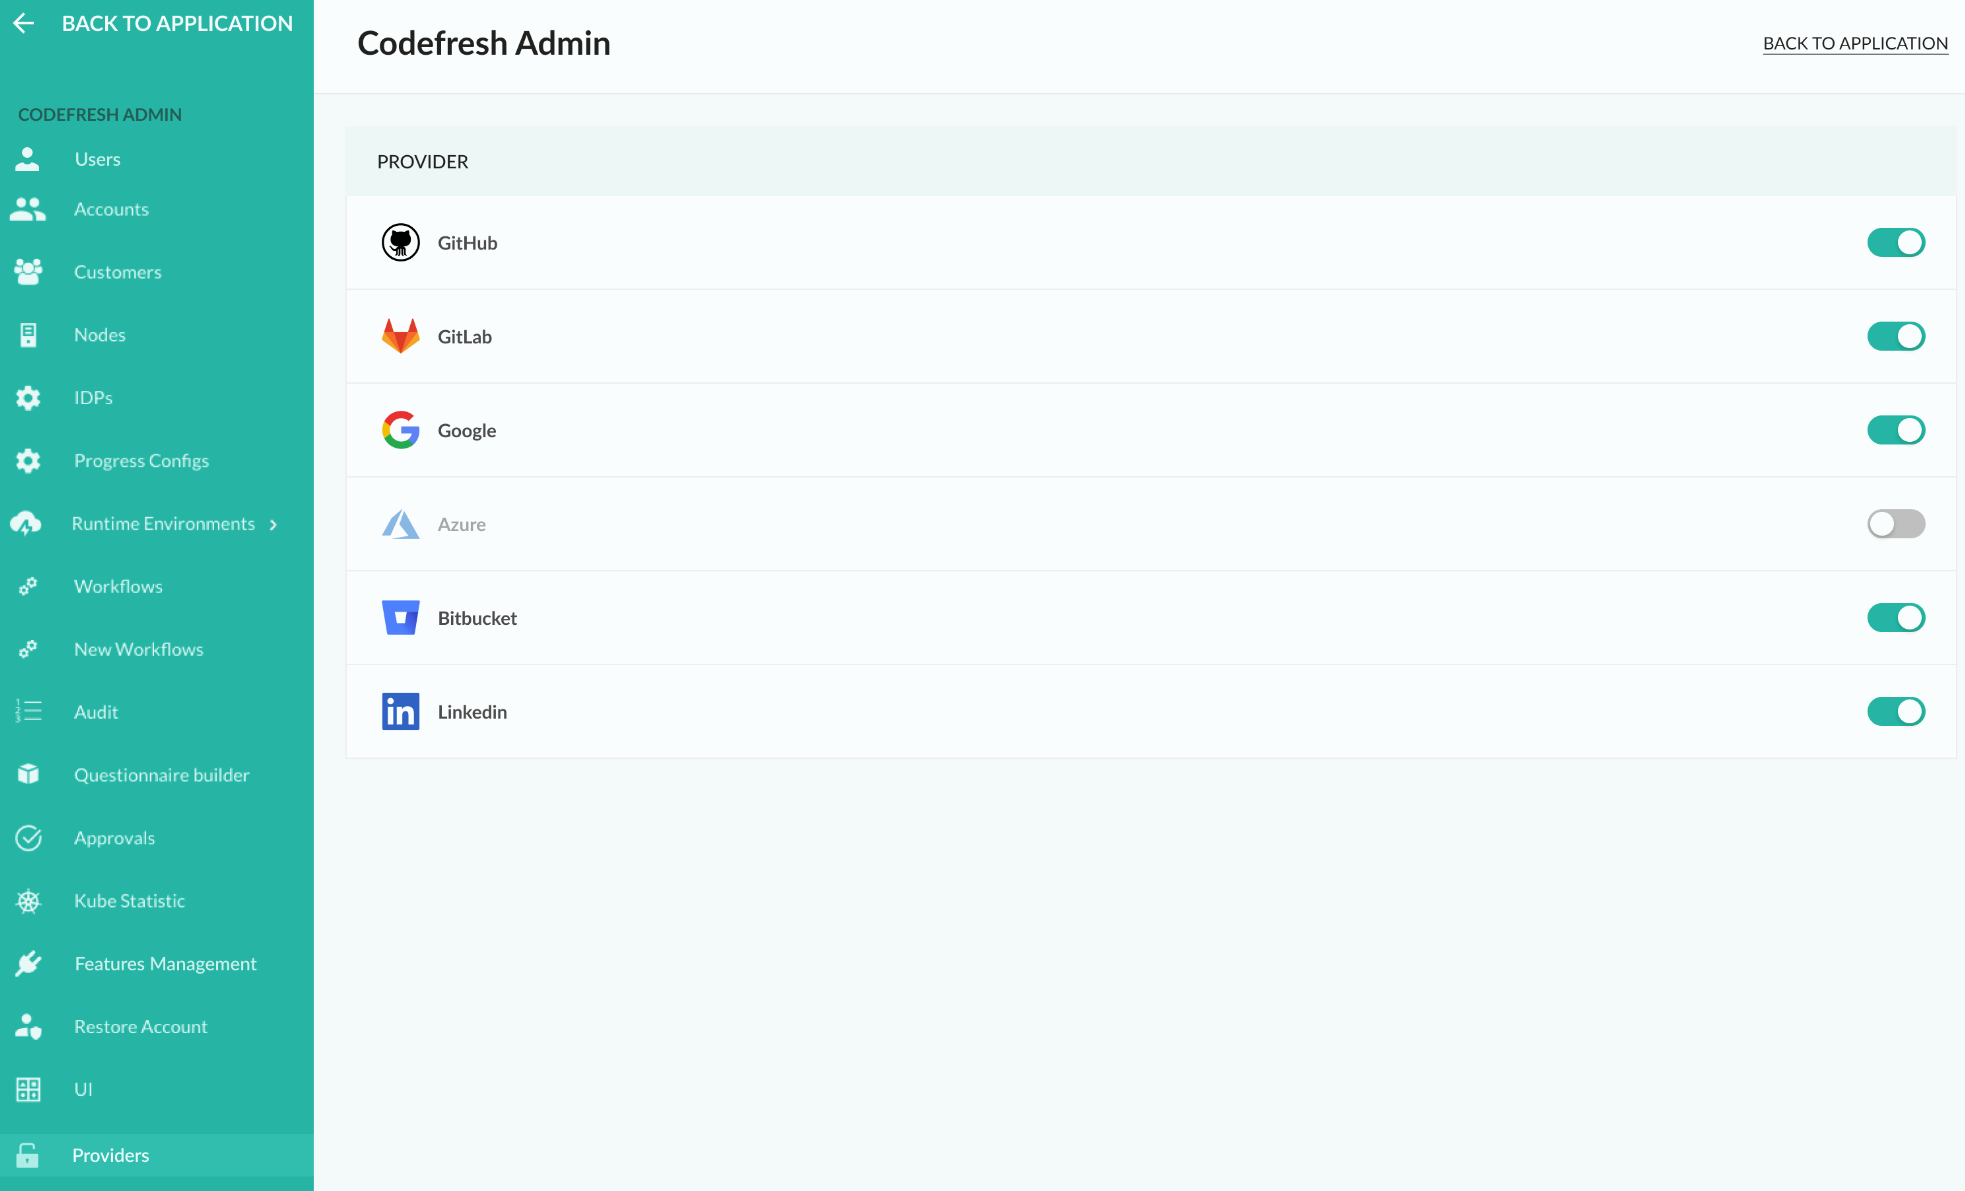 BACK TO APPLICATION
CODEFRESH ADMIN
Users
Accounts
Customers
Nodes
IDPs
Progress Configs
Runtime Environments
Workflows
New Workflows
Audit
Questionnaire builder
Approvals
Kube Statistic
Features Management
Restore Account
UI
Providers
Codefresh Admin
BACK TO APPLICATION
PROVIDER
GitHub
GitLab
Google
Azure
Bitbucket
Linkedin